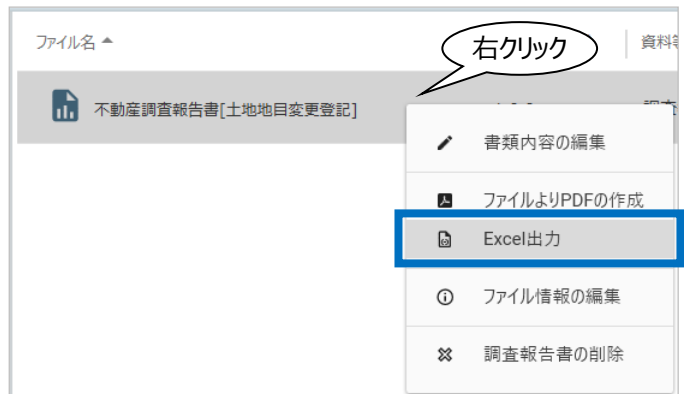 ファイル名
右クリック
資料
不動産調査報告書[土地地目変更登記]
書類内容の編集
ファイルよりPDFの作成
Excel出力
ファイル情報の編集
調査報告書の削除